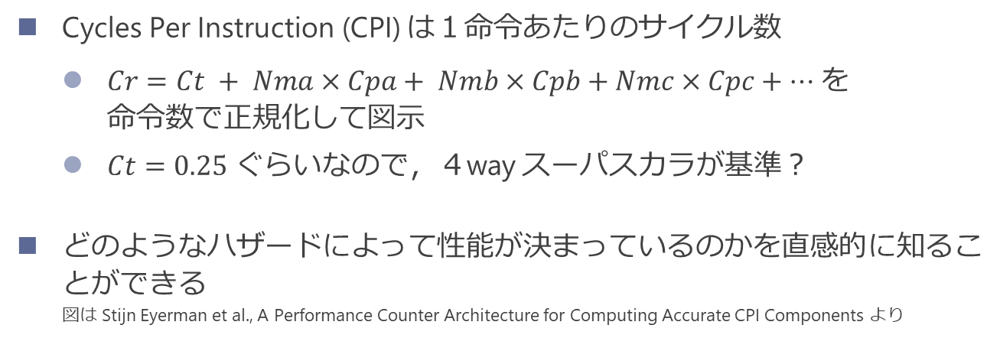 Cycles Per Instruction (CPI) は１命令あたりのサイクル数
Cr = Ct + Nma × Cpa + Nmb × Cpb + Nmc × Cpc + ⋯ を
命令数で正規化して図示
Ct = 0.25 ぐらいなので，４way スーパスカラが基準？
どのようなハザードによって性能が決まっているのかを直感的に知るこ
とができる
図は Stijn Eyerman et al., A Performance Counter Architecture for Computing Accurate CPI Components より